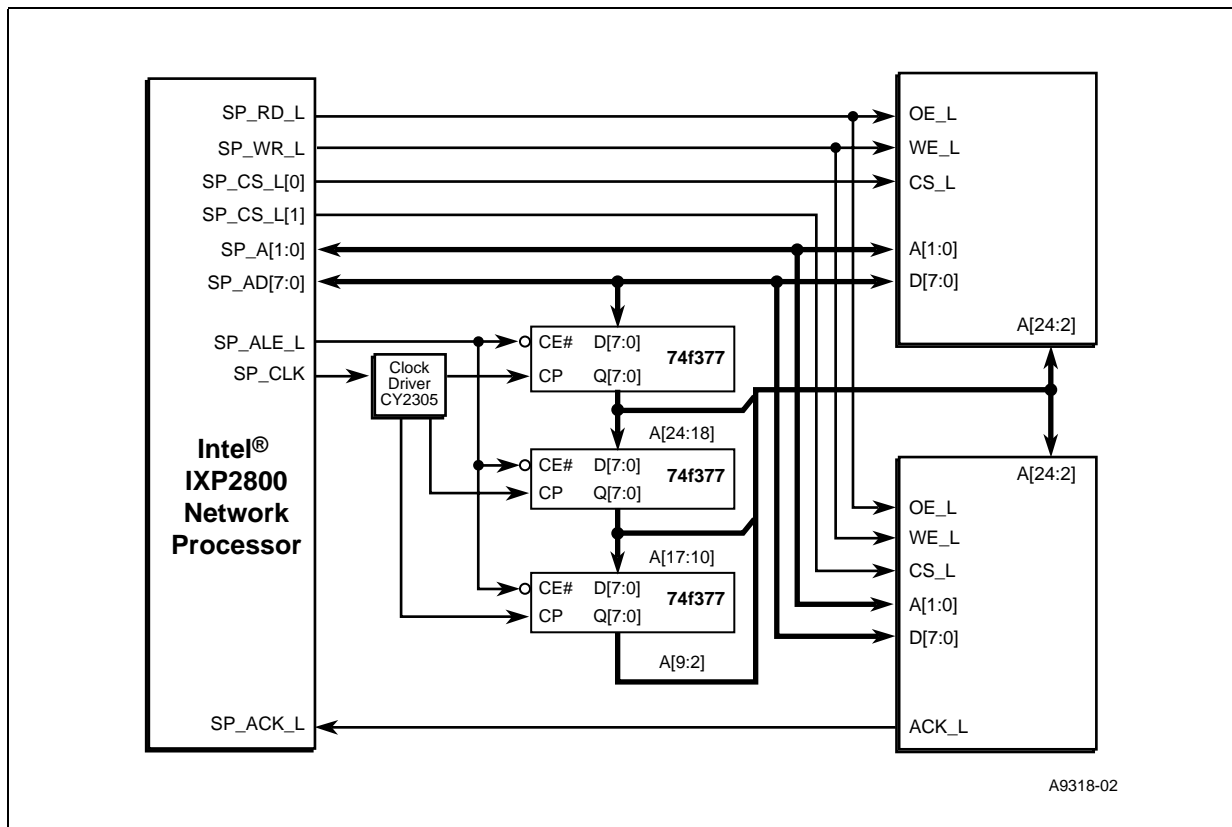 SP_RD_L
SP_WR_L
SP_CS_L[0]
SP_CS_L[1]
SP_A[1:0]
SP_AD[7:0]
SP_ALE_L
SP_CLK
Intel®
IXP2800
Network
Processor
SP_ACK_L
Clock
Driver
CY2305
CE# D[7:0]
74f377
CP Q[7:0]
A[24:18]
CE# D[7:0]
74f377
CP Q[7:0]
A[17:10]
CE# D[7:0]
74f377
CP Q[7:0]
A[9:2]
OE_L
WE_L
CS_L
A[1:0]
D[7:0]
A[24:2]
A[24:2]
OE_L
WE_L
CS_L
A[1:0]
D[7:0]
ACK_L
A9318-02